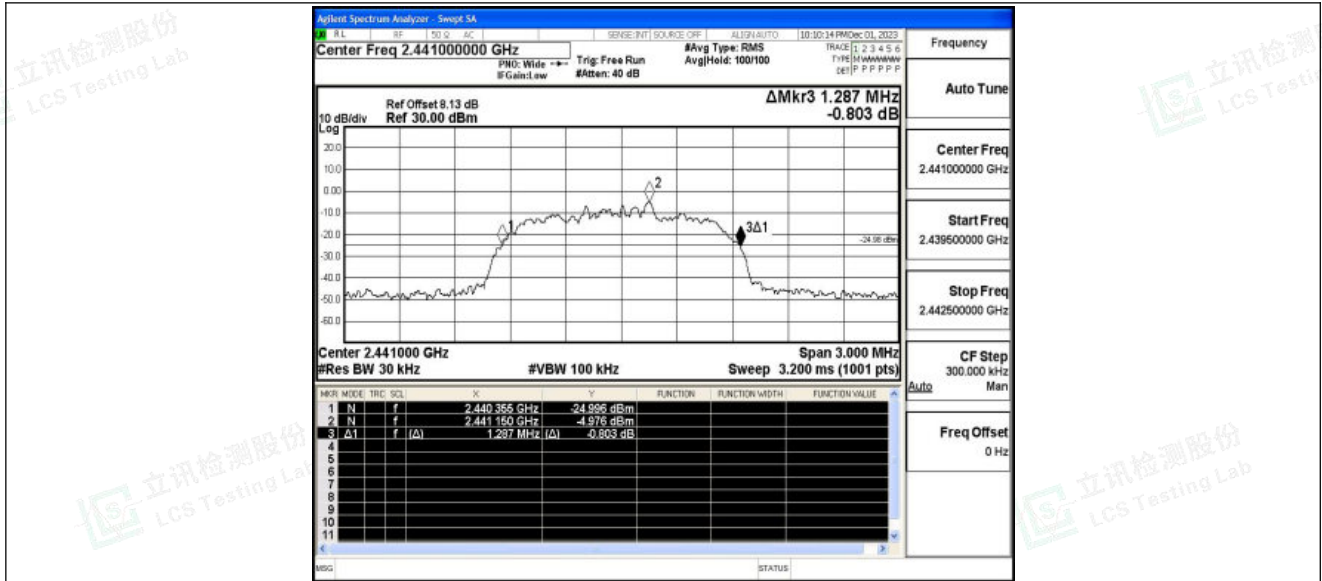 Agilent Spectrum Analyzer - Swept SA
RL RF 50 Ω AC SENSE:INT SOURCE OFF ALIGN AUTO 10:10:14 PM Dec 01, 2023
Center Freq 2.441000000 GHz
#Avg Type: RMS
TRACE 1 2 3 4 5 6
PNO: Wide
Trig: Free Run
Avg|Hold: 100/100
TYPE M WWWWW
IFGain:Low
#Atten: 40 dB
DET P P P P P P
ΔMkr3 1.287 MHz
-0.803 dB
Ref Offset 8.13 dB
10 dB/div Ref 30.00 dBm
Log
20.0
10.0
0.00
-10.0
-20.0
-30.0
-40.0
-50.0
-60.0
1
2
3Δ1
-24.98 dBm
Center 2.441000 GHz
Span 3.000 MHz
#Res BW 30 kHz
#VBW 100 kHz
Sweep 3.200 ms (1001 pts)
MKR MODE TRC SCL X Y FUNCTION FUNCTION WIDTH FUNCTION VALUE
1 N f 2.440 355 GHz -24.996 dBm
2 N f 2.441 150 GHz -4.976 dBm
3 Δ1 f (Δ) 1.287 MHz (Δ) -0.803 dB
4
5
6
7
8
9
10
11
MSG
STATUS
Frequency
Auto Tune
Center Freq
2.441000000 GHz
Start Freq
2.439500000 GHz
Stop Freq
2.442500000 GHz
CF Step
300.000 kHz
Auto Man
Freq Offset
0 Hz
立讯检测股份
LCS Testing Lab
立讯检测
LCS Testi
立讯检测股份
LCS Testing Lab
立讯检测股份
LCS Testing Lab